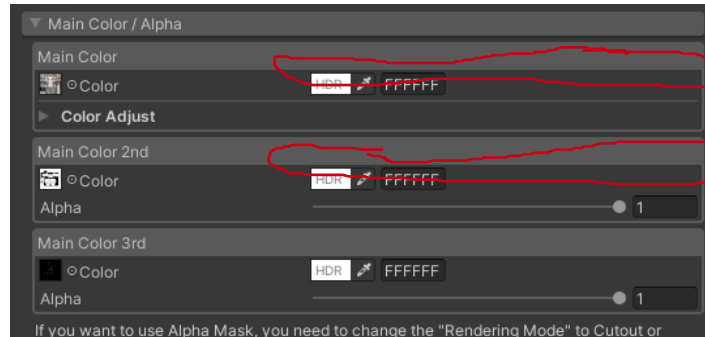 Main Color / Alpha
Main Color
Color HDR FFFFFF
Color Adjust
Main Color 2nd
Color HDR FFFFFF
Alpha 1
Main Color 3rd
Color HDR FFFFFF
Alpha 1
If you want to use Alpha Mask, you need to change the "Rendering Mode" to Cutout or